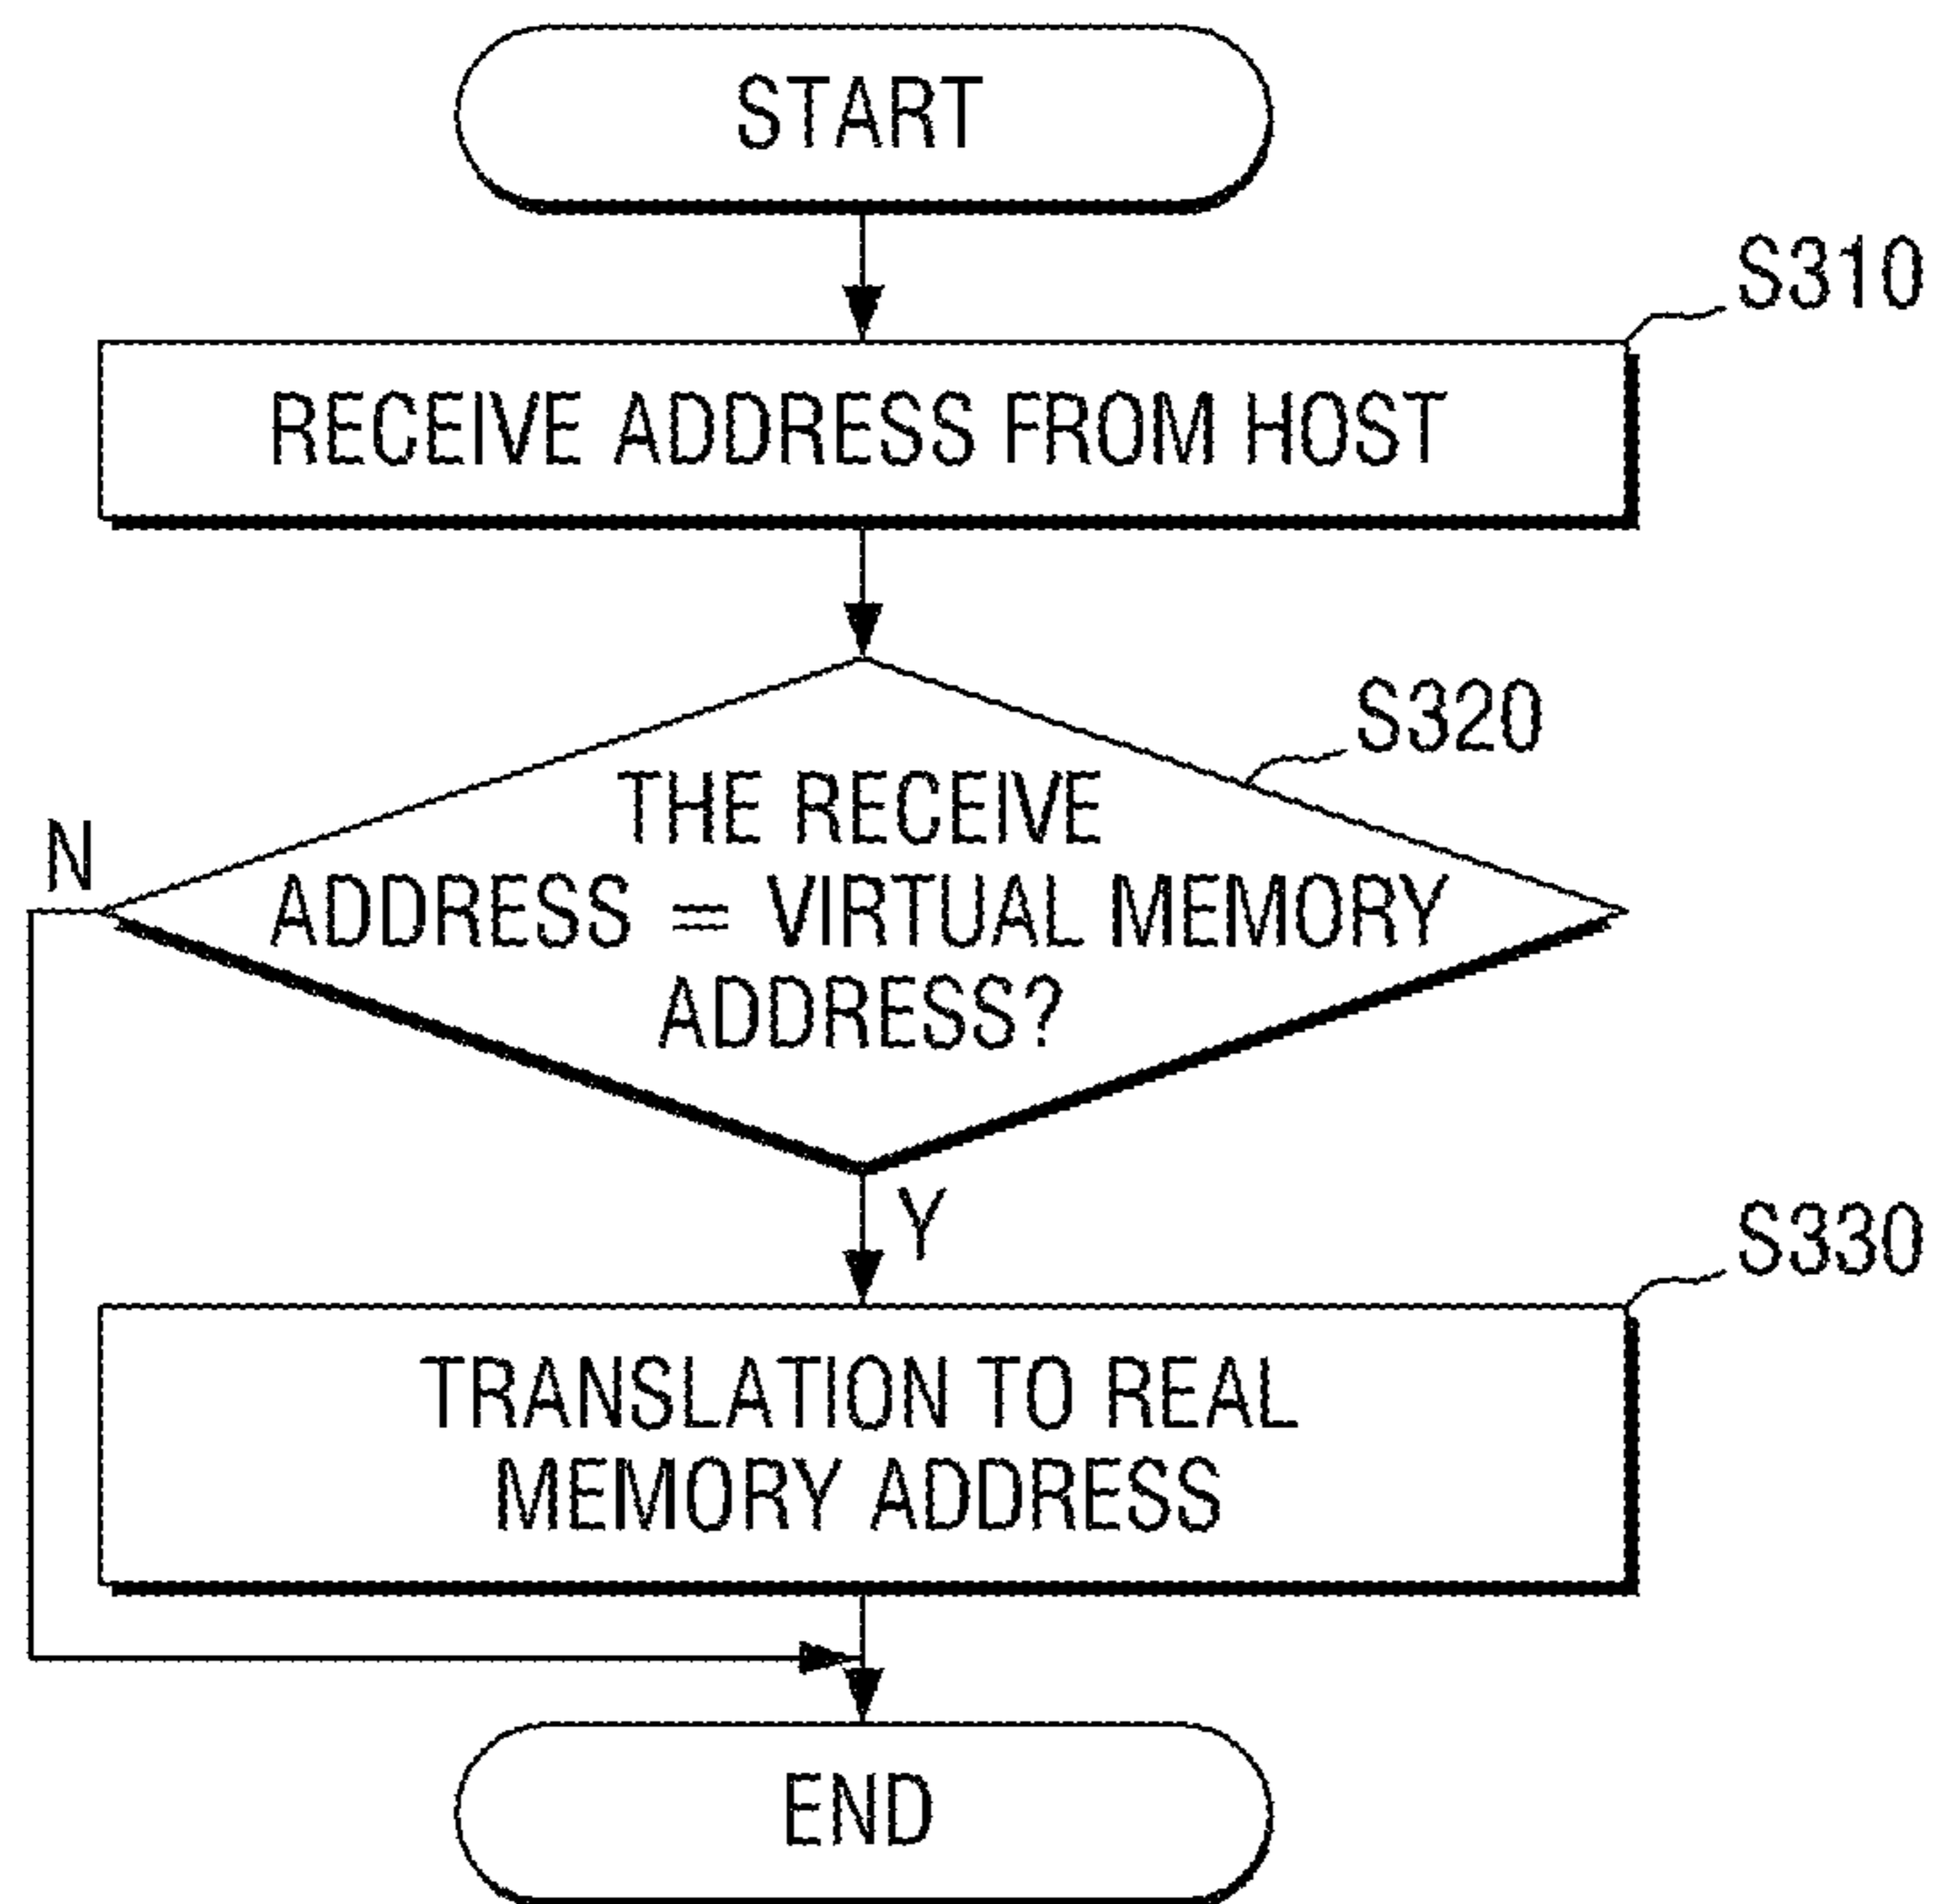 START
S310
RECEIVE ADDRESS FROM HOST
S320
THE RECEIVE
N
ADDRESS = VIRTUAL MEMORY
ADDRESS?
Y
S330
TRANSLATION TO REAL
MEMORY ADDRESS
END